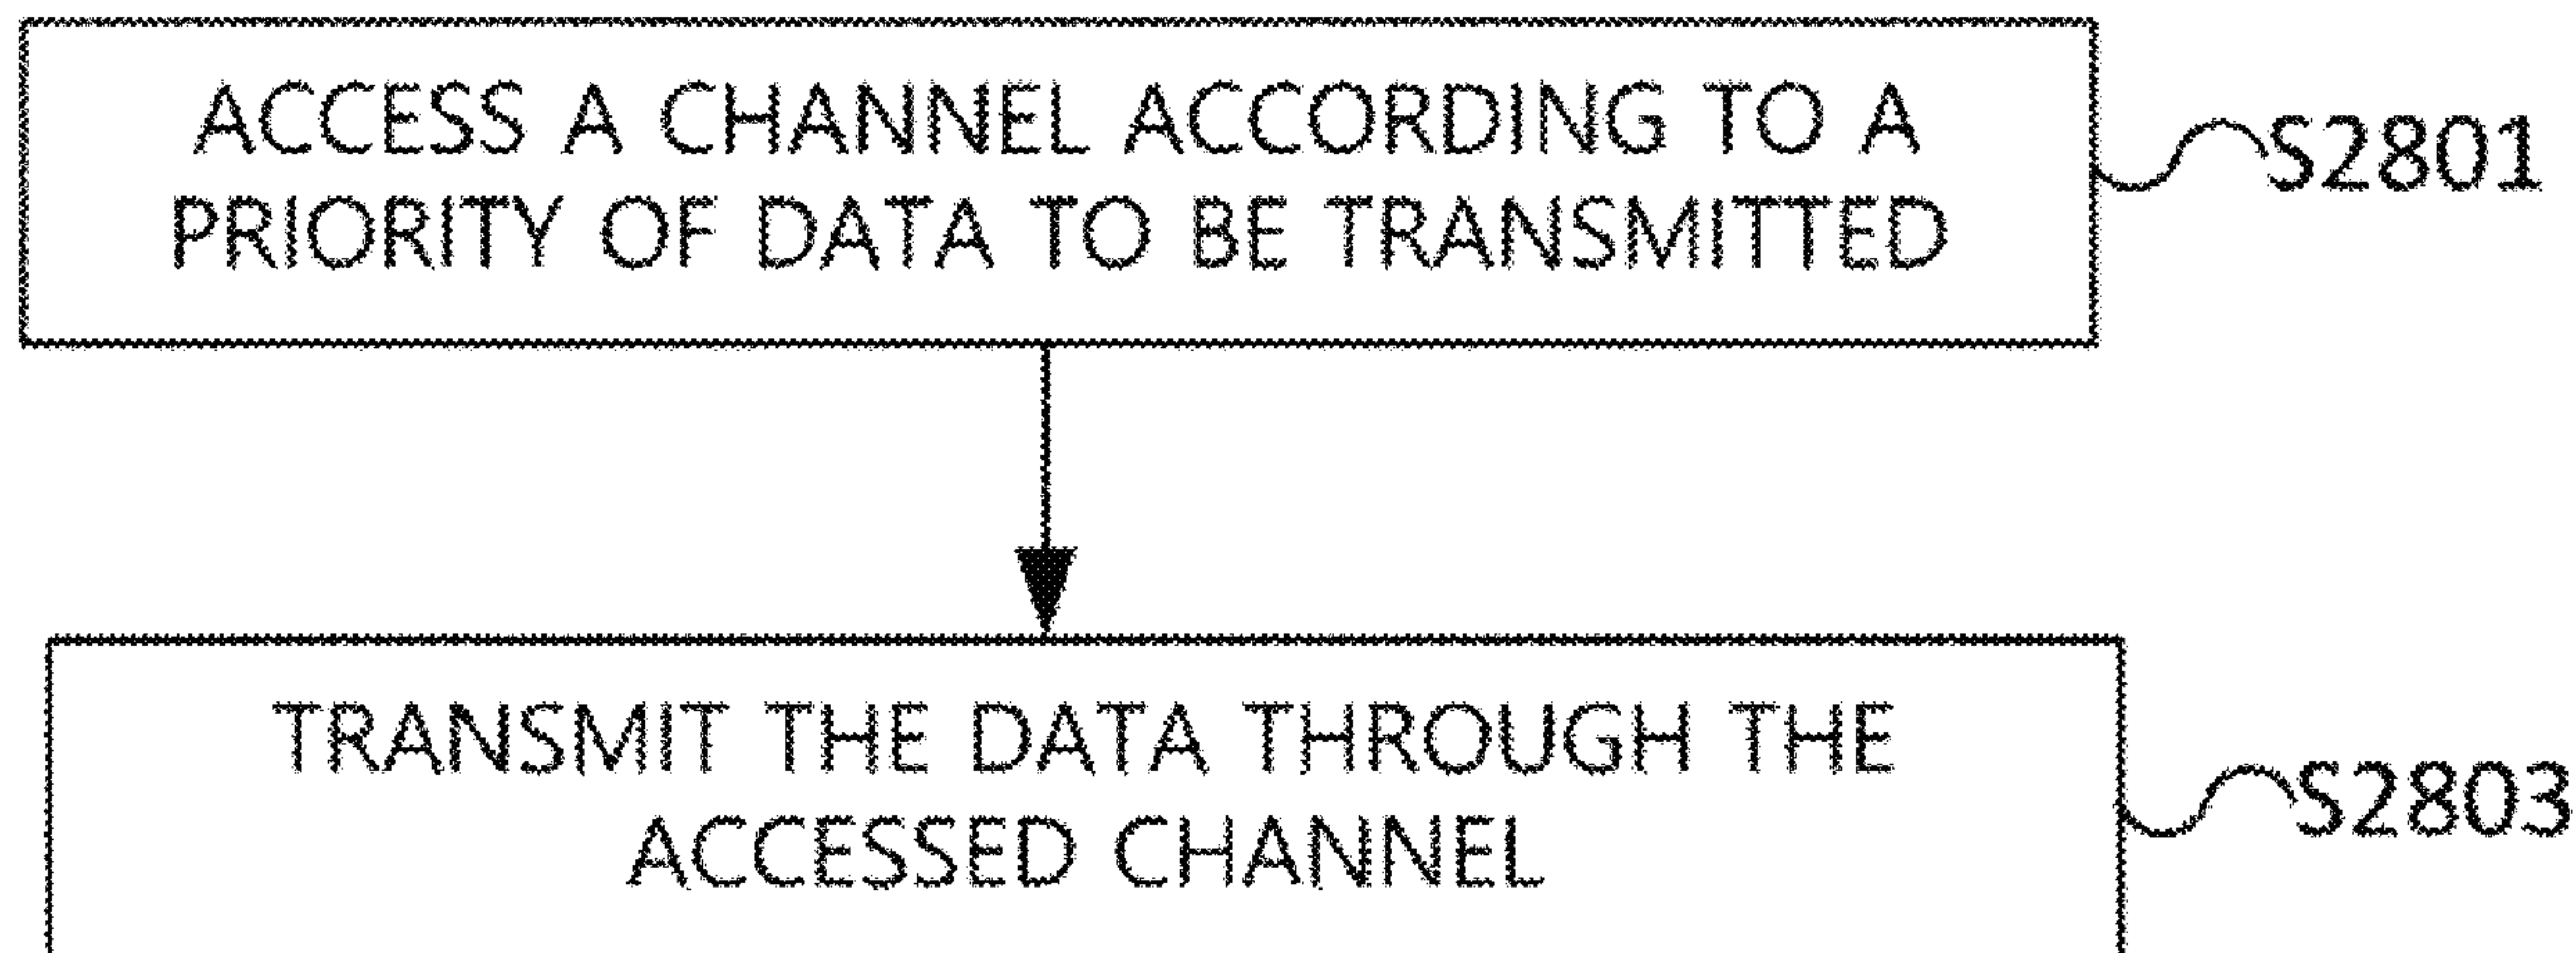 ACCESS A CHANNEL ACCORDING TO A
PRIORITY OF DATA TO BE TRANSMITTED
S2801
TRANSMIT THE DATA THROUGH THE
ACCESSED CHANNEL
S2803